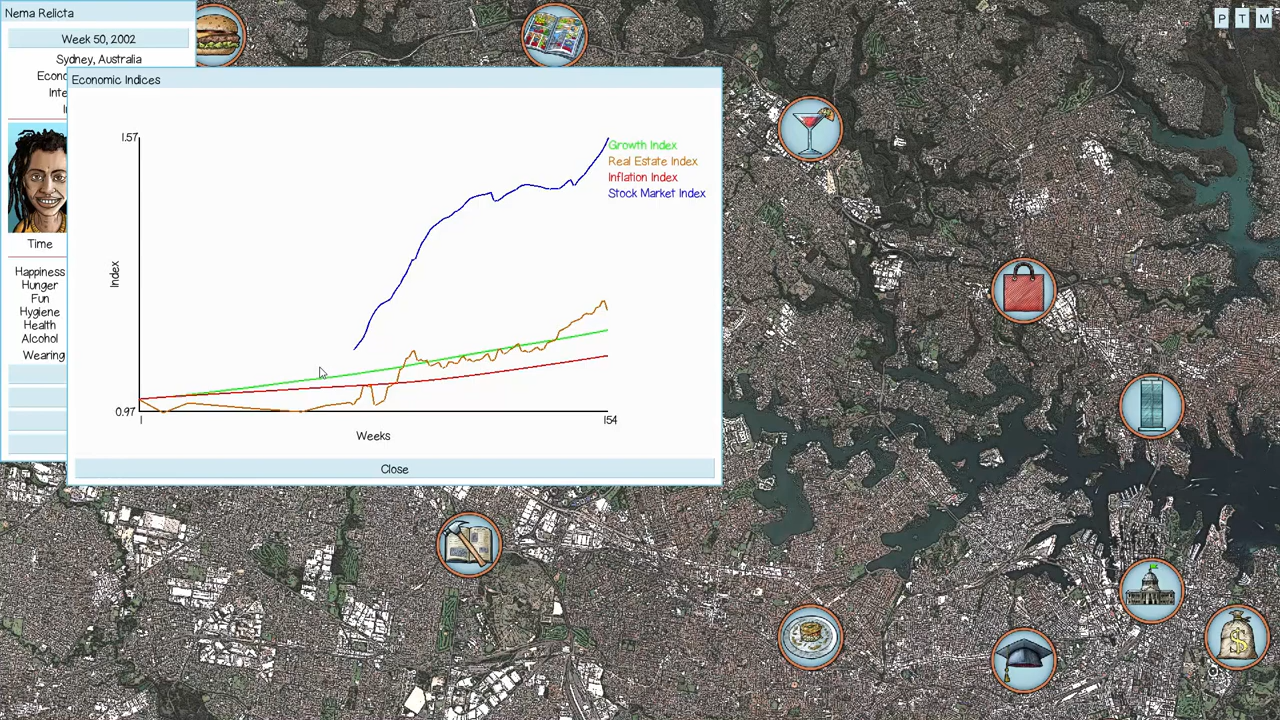 Nema Relicta
P T M
Week 50, 2002
Sydney, Australia
Econo
Economic Indices
Inte
I
1.57
Growth Index
Real Estate Index
Inflation Index
Stock Market Index
Time
Index
Happiness
Hunger
Fun
Hygiene
Health
Alcohol
Wearing
0.97
1
154
Weeks
Close